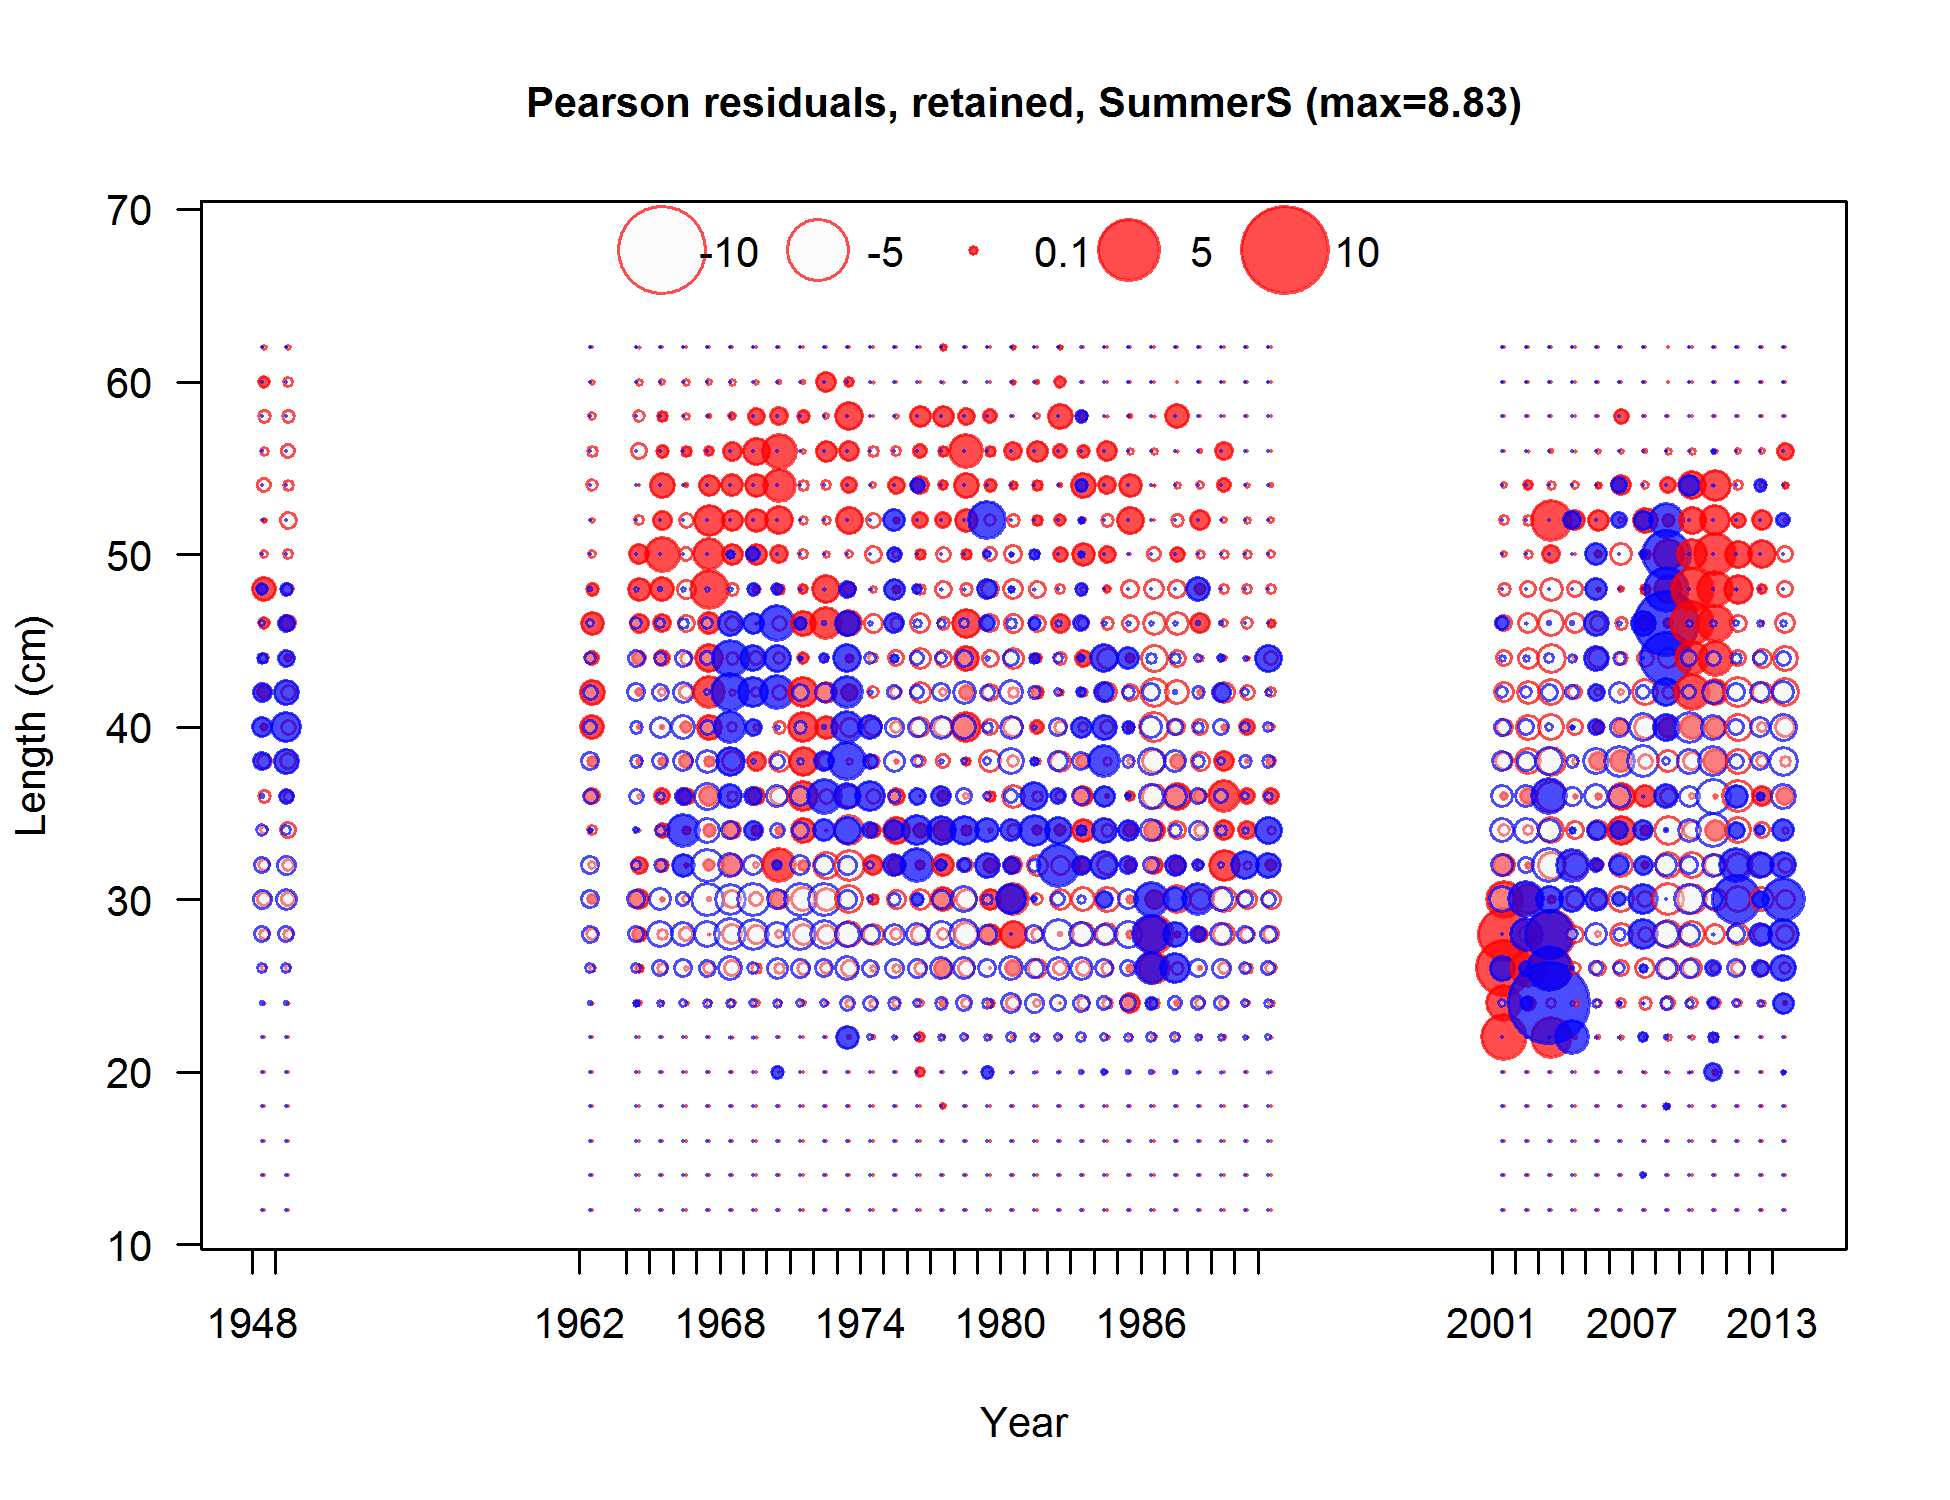 Pearson residuals, retained, SummerS (max=8.83)
-10 -5 0.1 5 10
70
60
50
40
30
20
10
Length (cm)
1948 1962 1968 1974 1980 1986 2001 2007 2013
Year